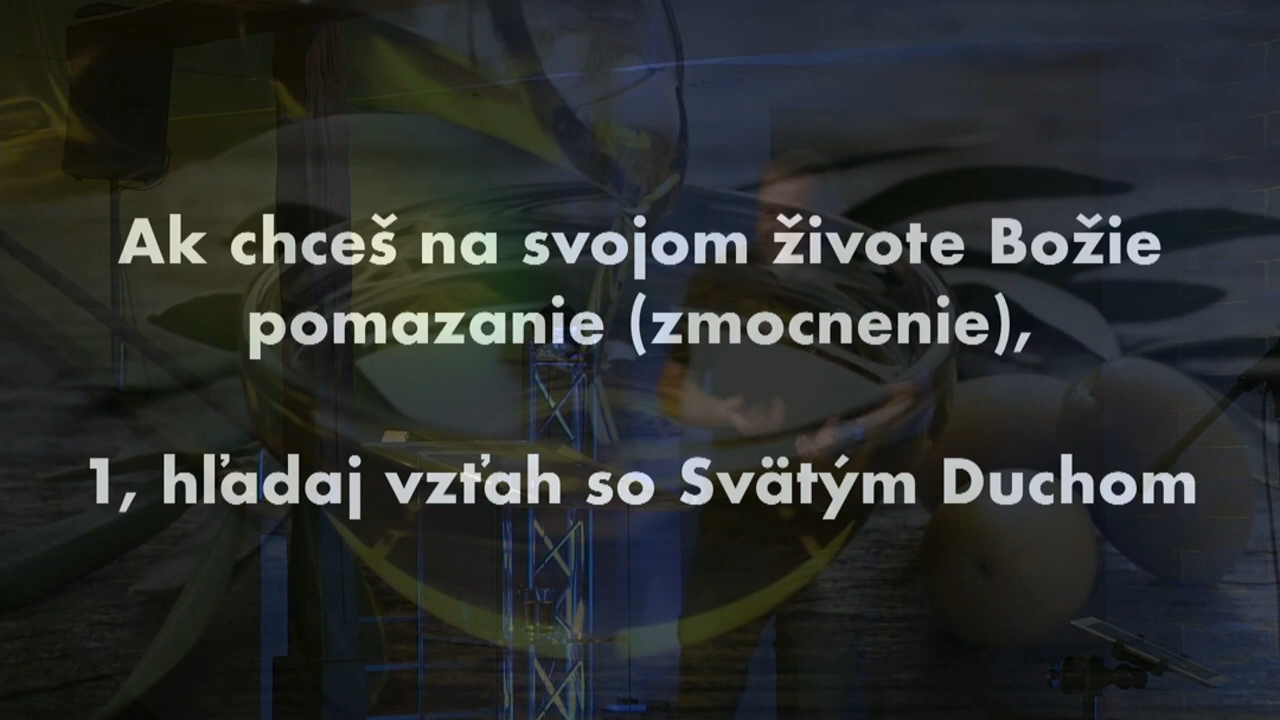 Ak chceš na svojom živote Božie
pomazanie (zmocnenie),
1, hľadaj vzťah so Svätým Duchom